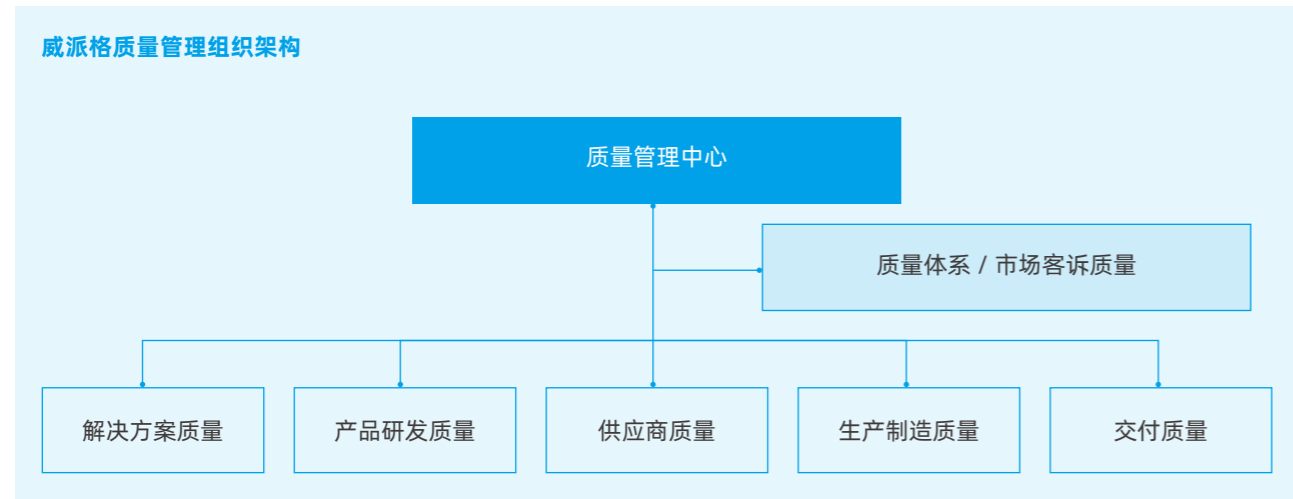 威派格质量管理组织架构
质量管理中心
质量体系 / 市场客诉质量
解决方案质量
产品研发质量
供应商质量
生产制造质量
交付质量